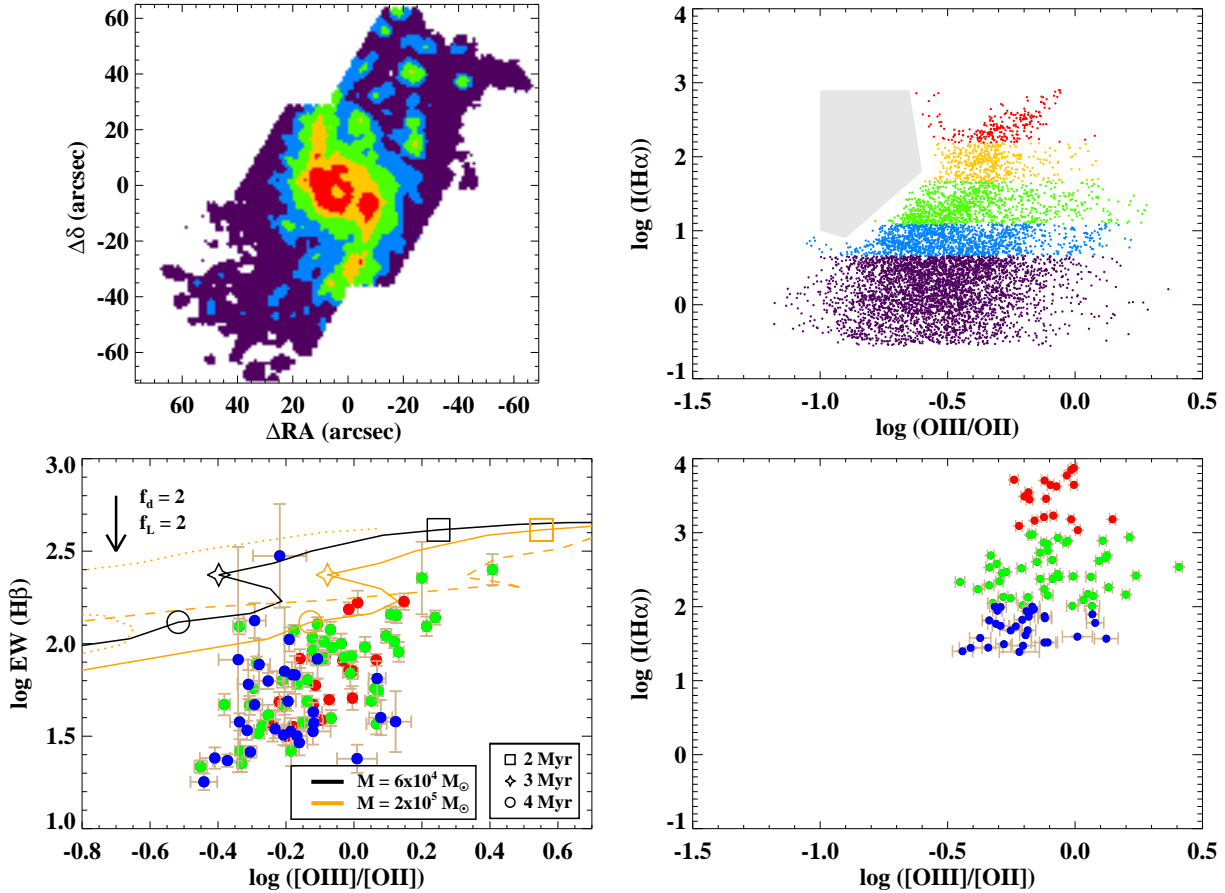 60
40
20
0
-20
-40
-60
Δδ (arcsec)
60 40 20 0 -20 -40 -60
ΔRA (arcsec)
4
3
2
1
0
-1
log (I(Hα))
-1.5 -1.0 -0.5 0.0 0.5
log (OIII/OII)
3.0
2.5
2.0
1.5
1.0
log EW (Hβ)
f_d = 2
f_L = 2
M = 6x10^4 M_⊙
M = 2x10^5 M_⊙
2 Myr
3 Myr
4 Myr
-0.8 -0.6 -0.4 -0.2 0.0 0.2 0.4 0.6
log ([OIII]/[OII])
4
3
2
1
0
-1
log (I(Hα))
-1.5 -1.0 -0.5 0.0 0.5
log ([OIII]/[OII])